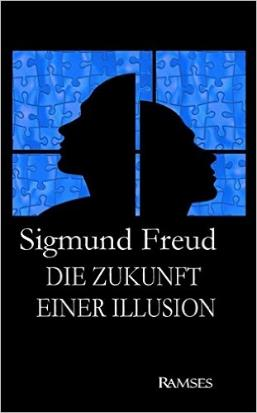 Sigmund Freud
DIE ZUKUNFT
EINER ILLUSION
RAMSES